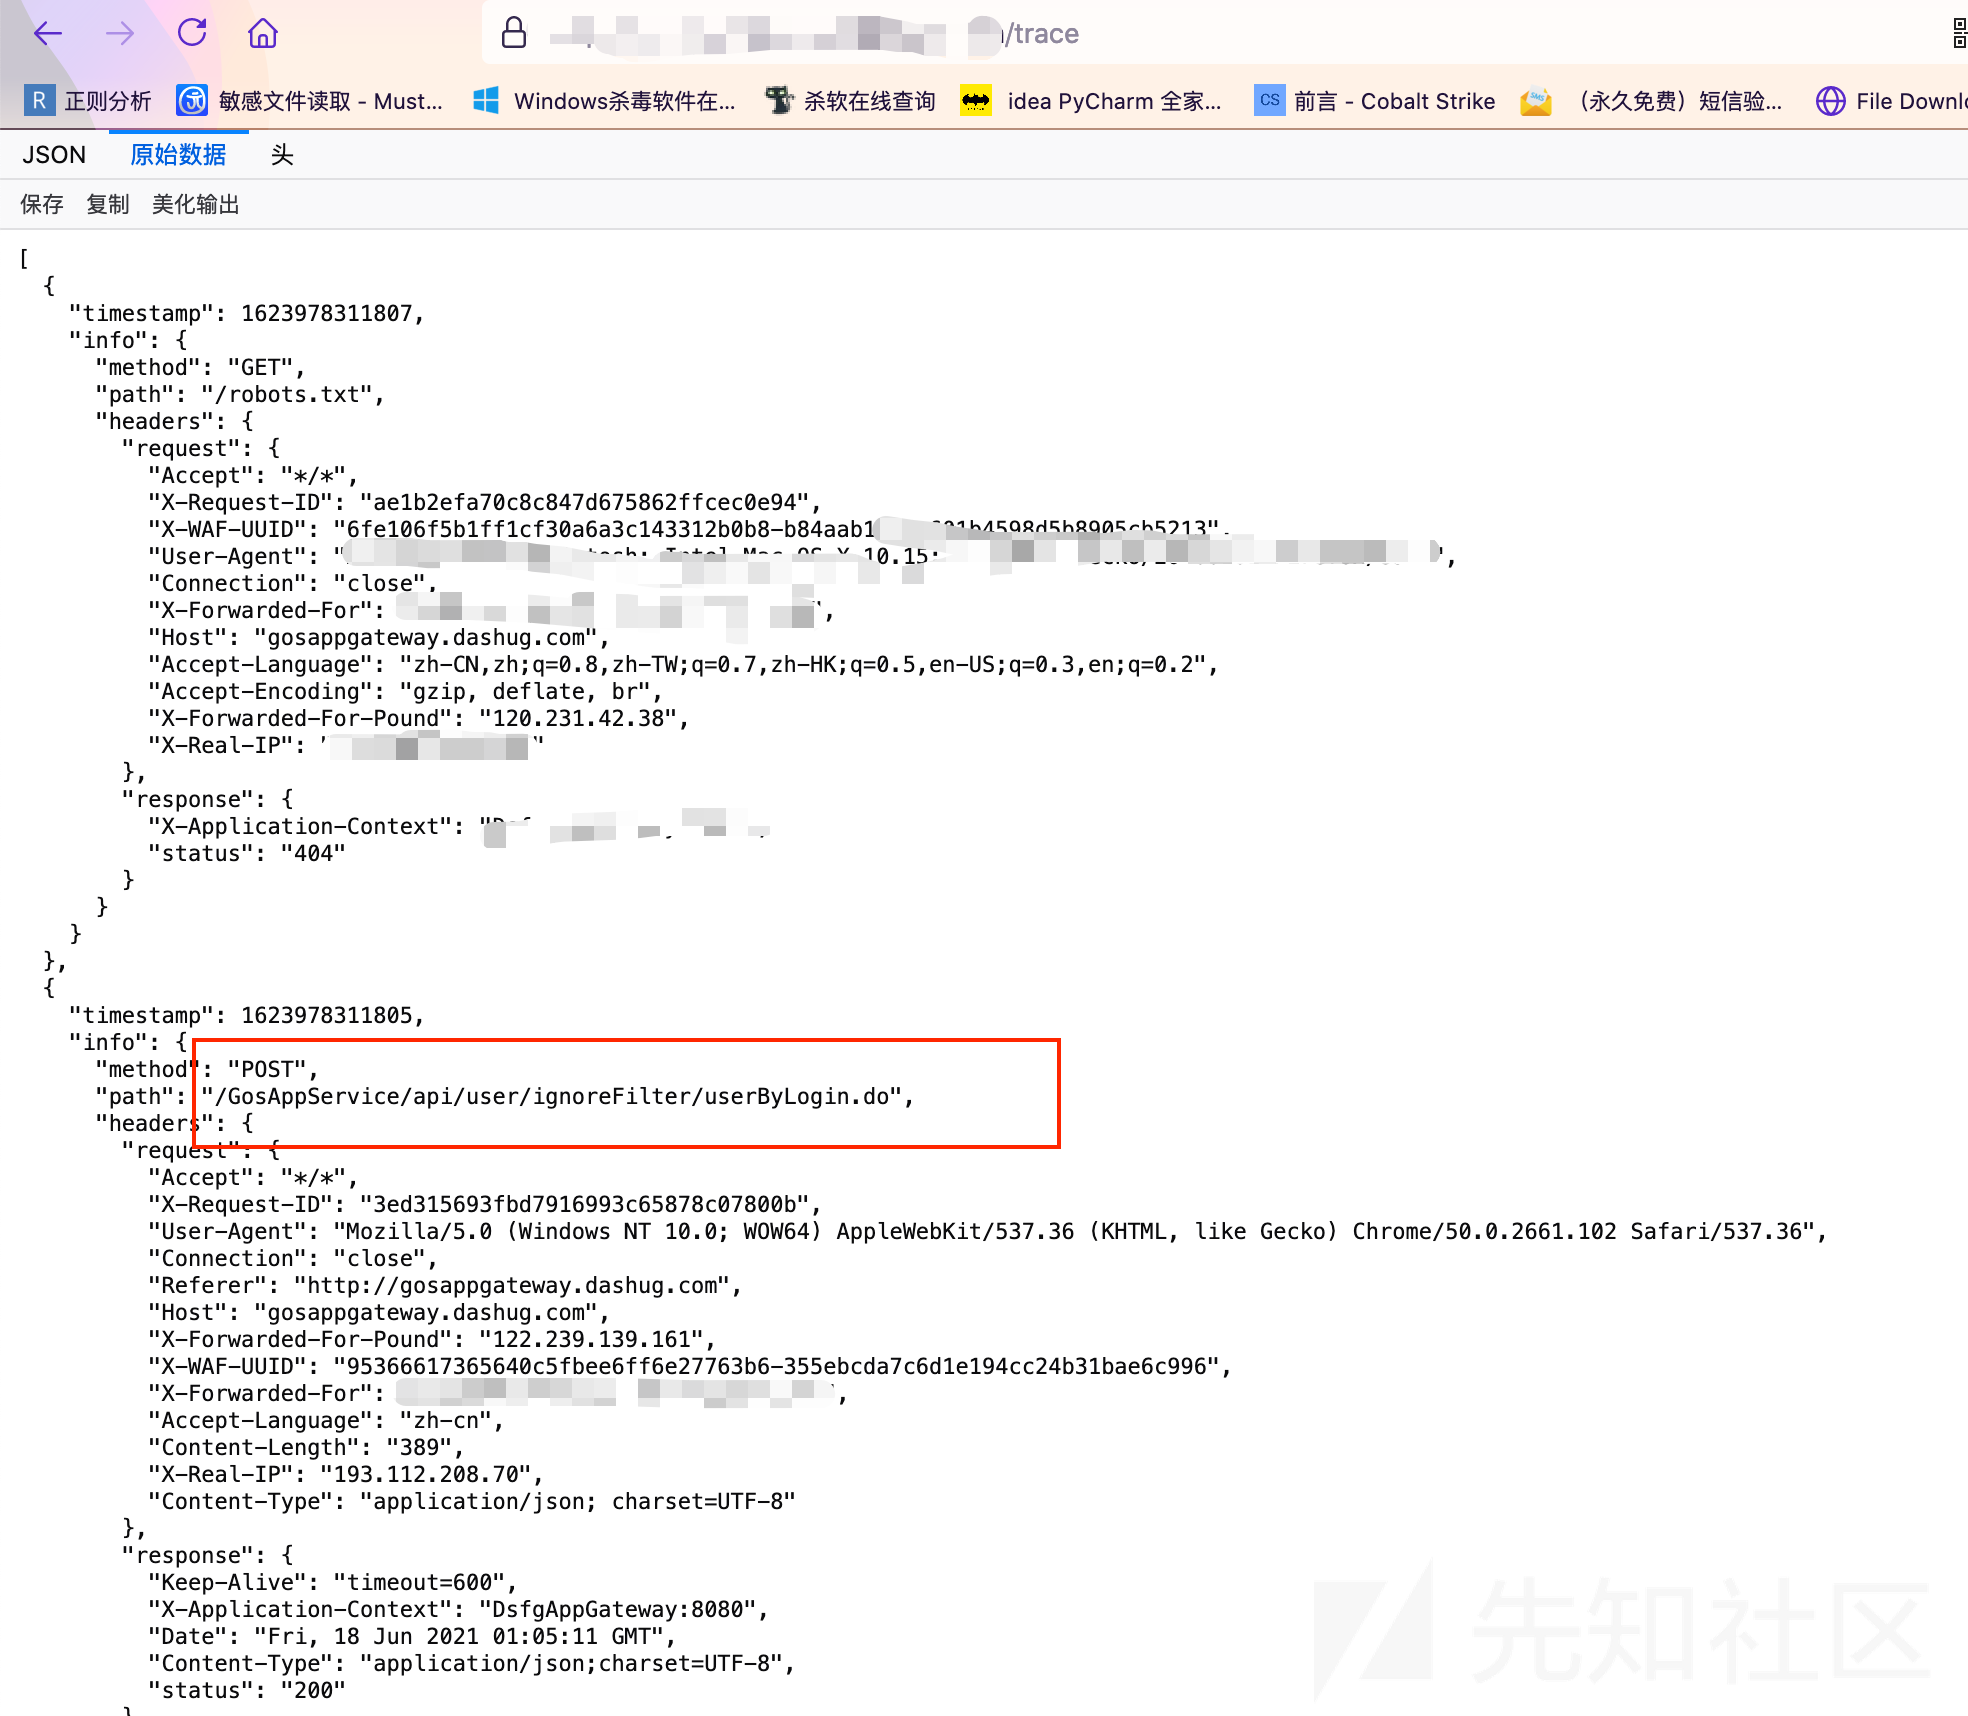 /trace
R 正则分析 敏感文件读取 - Must... Windows杀毒软件在... 杀软在线查询 idea PyCharm 全家... CS 前言 - Cobalt Strike SMS （永久免费）短信验... File Downlo
JSON 原始数据 头
保存 复制 美化输出
[
{
"timestamp": 1623978311807,
"info": {
"method": "GET",
"path": "/robots.txt",
"headers": {
"request": {
"Accept": "*/*",
"X-Request-ID": "ae1b2efa70c8c847d675862ffcec0e94",
"X-WAF-UUID": "6fe106f5b1ff1cf30a6a3c143312b0b8-b84aab1 601b4598d5b8905cb5213",
"User-Agent": " Intel Mac OS X 10.15; ",
"Connection": "close",
"X-Forwarded-For": ,
"Host": "gosappgateway.dashug.com",
"Accept-Language": "zh-CN,zh;q=0.8,zh-TW;q=0.7,zh-HK;q=0.5,en-US;q=0.3,en;q=0.2",
"Accept-Encoding": "gzip, deflate, br",
"X-Forwarded-For-Pound": "120.231.42.38",
"X-Real-IP": "
},
"response": {
"X-Application-Context":
"status": "404"
}
}
}
},
{
"timestamp": 1623978311805,
"info": {
"method": "POST",
"path": "/GosAppService/api/user/ignoreFilter/userByLogin.do",
"headers": {
"request": {
"Accept": "*/*",
"X-Request-ID": "3ed315693fbd7916993c65878c07800b",
"User-Agent": "Mozilla/5.0 (Windows NT 10.0; WOW64) AppleWebKit/537.36 (KHTML, like Gecko) Chrome/50.0.2661.102 Safari/537.36",
"Connection": "close",
"Referer": "http://gosappgateway.dashug.com",
"Host": "gosappgateway.dashug.com",
"X-Forwarded-For-Pound": "122.239.139.161",
"X-WAF-UUID": "95366617365640c5fbee6ff6e27763b6-355ebcda7c6d1e194cc24b31bae6c996",
"X-Forwarded-For": ,
"Accept-Language": "zh-cn",
"Content-Length": "389",
"X-Real-IP": "193.112.208.70",
"Content-Type": "application/json; charset=UTF-8"
},
"response": {
"Keep-Alive": "timeout=600",
"X-Application-Context": "DsfgAppGateway:8080",
"Date": "Fri, 18 Jun 2021 01:05:11 GMT",
"Content-Type": "application/json;charset=UTF-8",
"status": "200"
}
先知社区